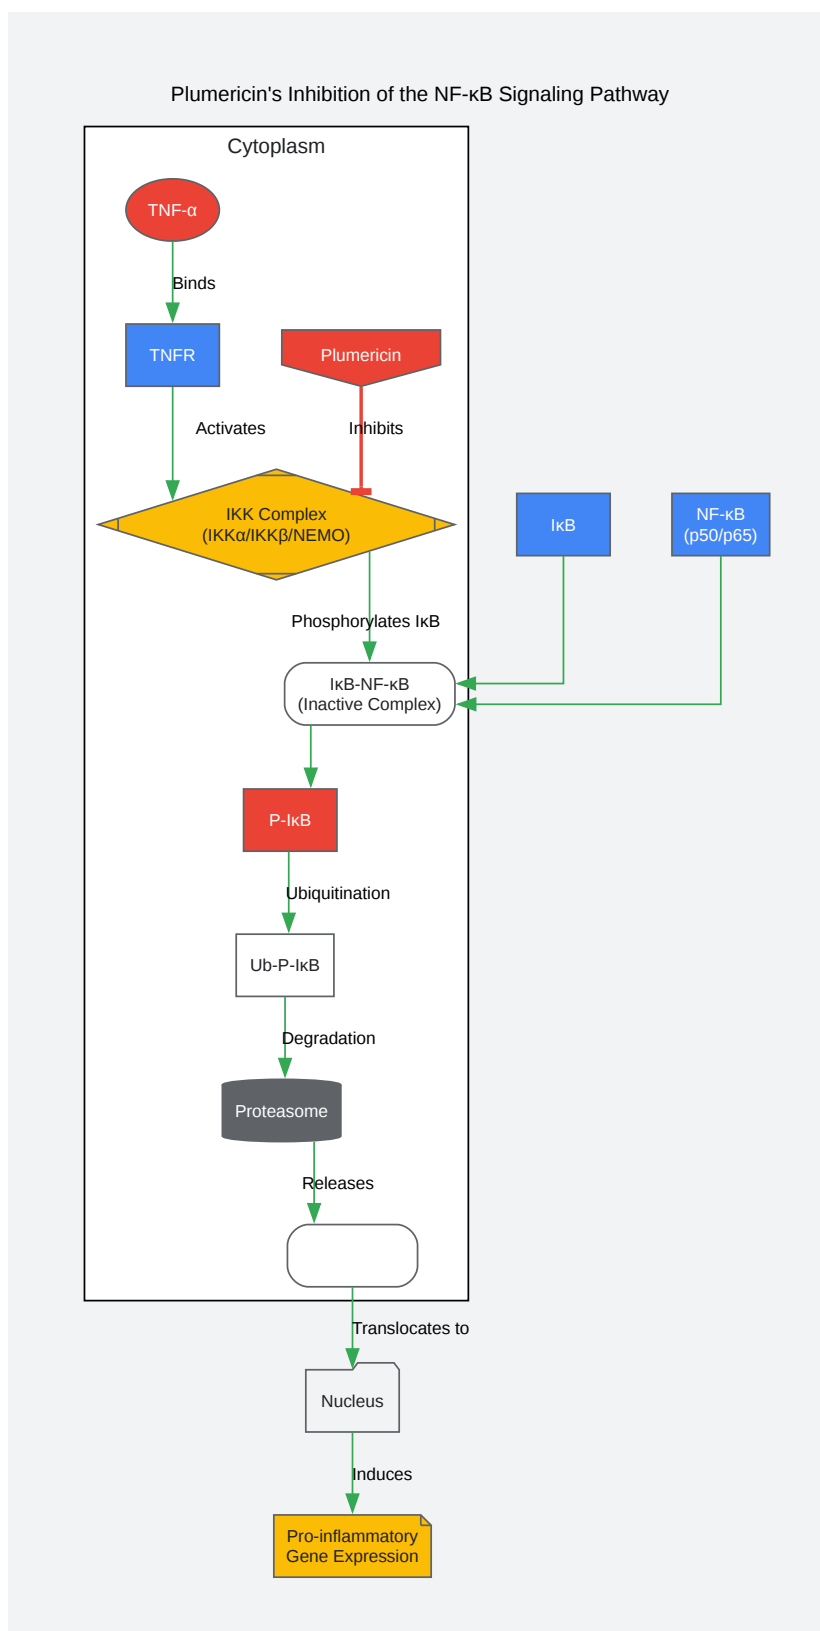 Plumericin's Inhibition of the NF-κB Signaling Pathway
Cytoplasm
TNF-α
Binds
TNFR
Plumericin
Activates
Inhibits
IKK Complex
(IKKα/IKKβ/NEMO)
IκB
NF-κB
(p50/p65)
Phosphorylates IκB
IκB-NF-κB
(Inactive Complex)
P-IκB
Ubiquitination
Ub-P-IκB
Degradation
Proteasome
Releases
Translocates to
Nucleus
Induces
Pro-inflammatory
Gene Expression